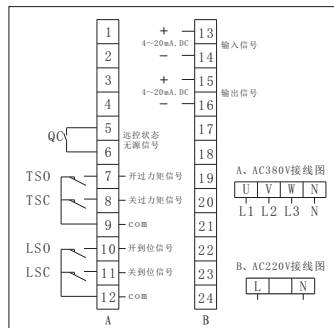 1
2
3
4
5
6
7
8
9
10
11
12
A
QC
远控状态
无源信号
TSO
开过力矩信号
TSC
关过力矩信号
com
LSO
开到位信号
LSC
关到位信号
com
13
14
15
16
17
18
19
20
21
22
23
24
B
+
4~20mA.DC
-
输入信号
+
4~20mA.DC
-
输出信号
A、AC380V接线图
U V W N
L1 L2 L3 N
B、AC220V接线图
L N